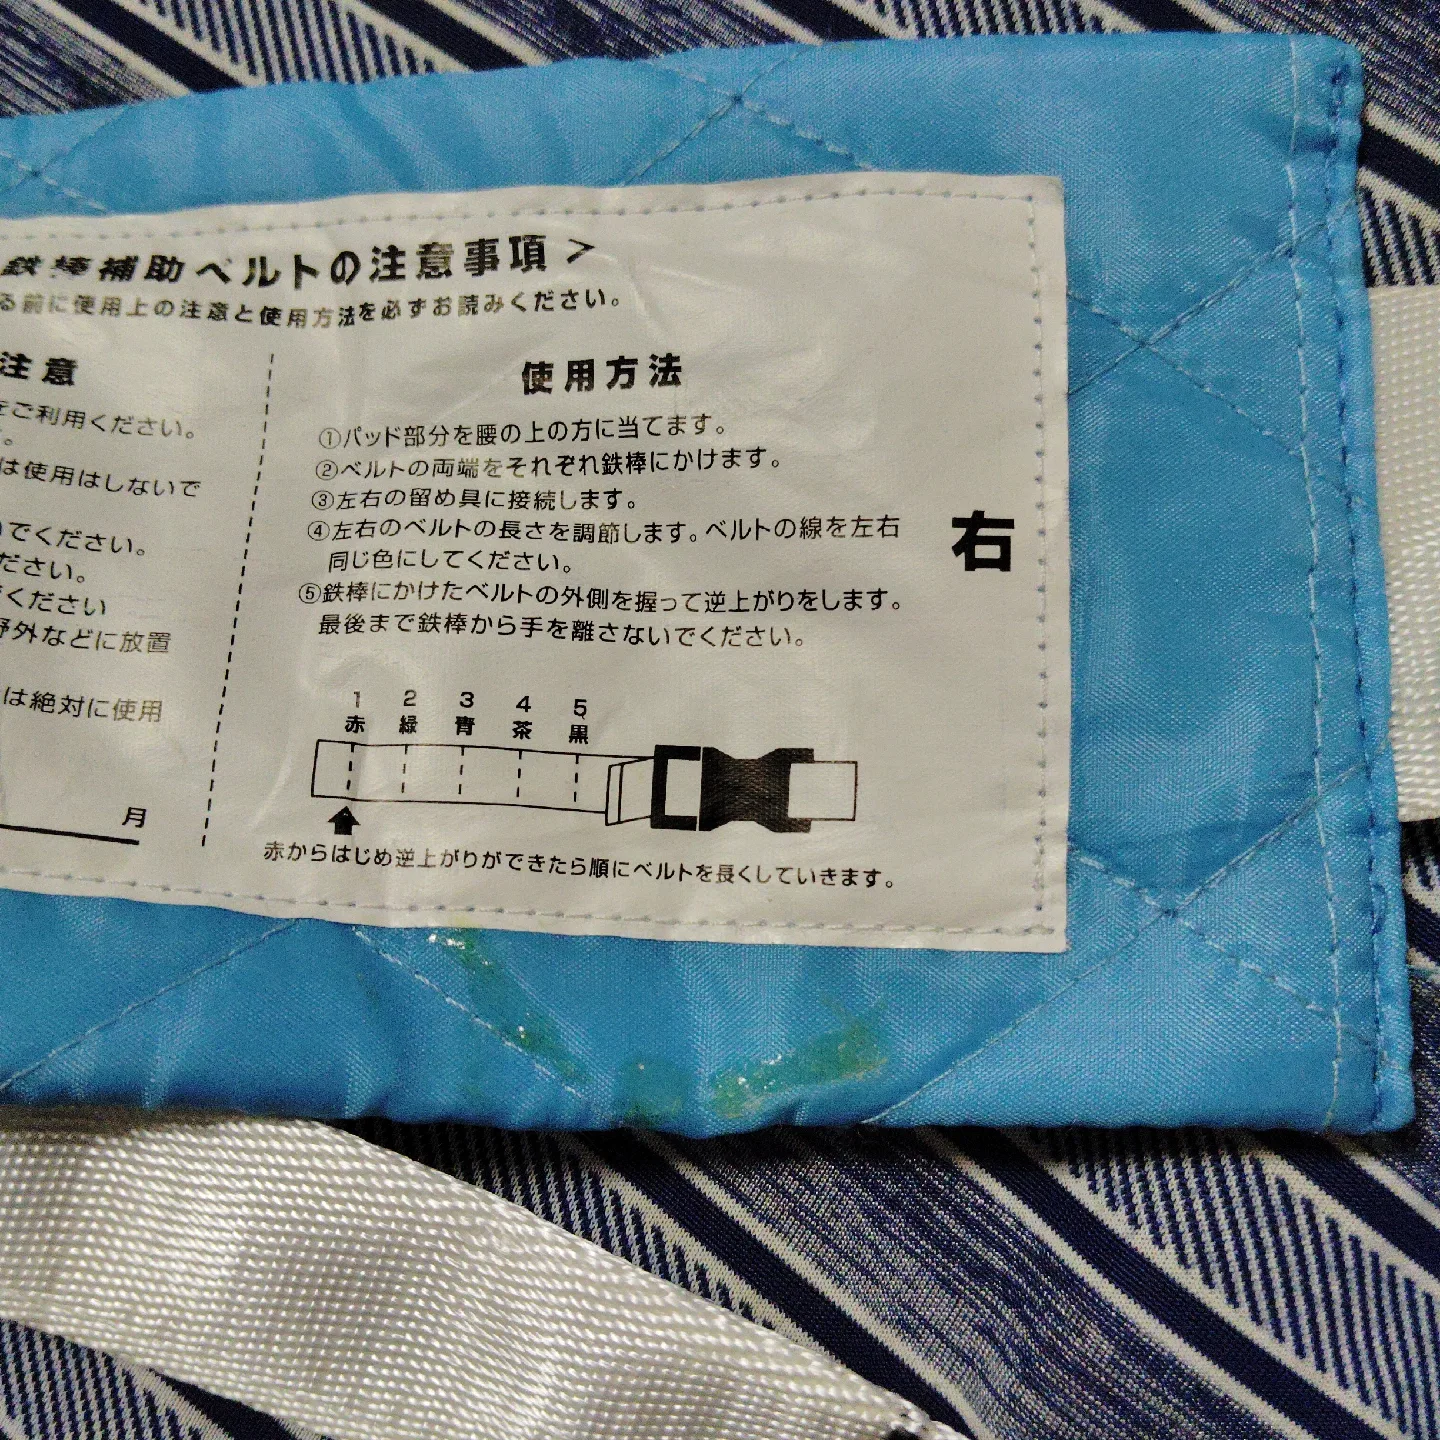 鉄棒補助ベルトの注意事項＞
る前に使用上の注意と使用方法を必ずお読みください。
注意
をご利用ください。
。
は使用はしないで
でください。
ださい。
ください
野外などに放置
は絶対に使用
月
使用方法
①パッド部分を腰の上の方に当てます。
②ベルトの両端をそれぞれ鉄棒にかけます。
③左右の留め具に接続します。
④左右のベルトの長さを調節します。ベルトの線を左右
同じ色にしてください。
⑤鉄棒にかけたベルトの外側を握って逆上がりをします。
最後まで鉄棒から手を離さないでください。
1 2 3 4 5
赤 緑 青 茶 黒
赤からはじめ逆上がりができたら順にベルトを長くしていきます。
右